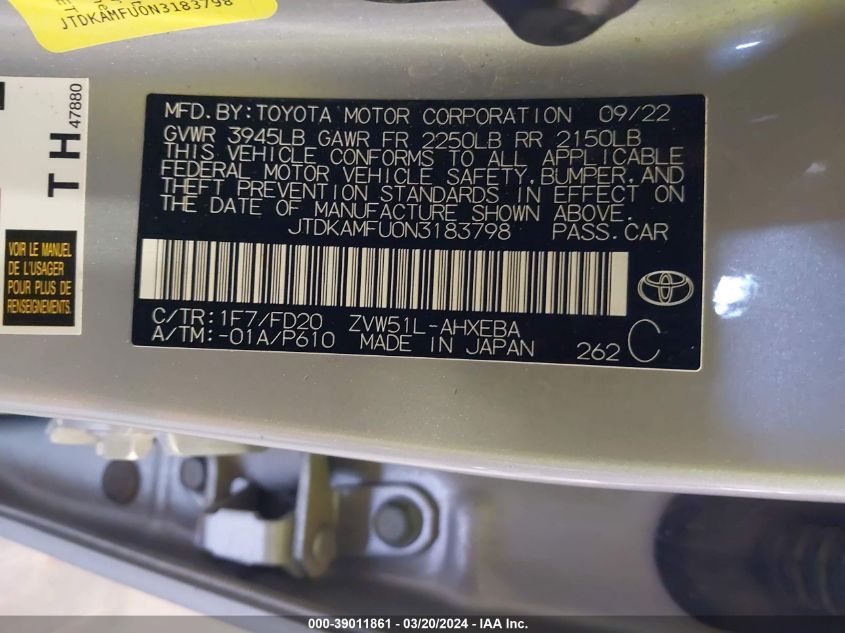 JTDKAMFU0N3183798
47880
TH
VOIR LE MANUEL
DE L'USAGER
POUR PLUS DE
RENSEIGNEMENTS.
MFD.BY:TOYOTA MOTOR CORPORATION 09/22
GVWR 3945LB GAWR FR 2250LB RR 2150LB
THIS VEHICLE CONFORMS TO ALL APPLICABLE
FEDERAL MOTOR VEHICLE SAFETY,BUMPER,AND
THEFT PREVENTION STANDARDS IN EFFECT ON
THE DATE OF MANUFACTURE SHOWN ABOVE.
JTDKAMFU0N3183798 PASS.CAR
C/TR:1F7/FD20 ZVW51L-AHXEBA
A/TM:-01A/P610 MADE IN JAPAN 262 C
000-39011861 / 03/20/2024 - IAA Inc.